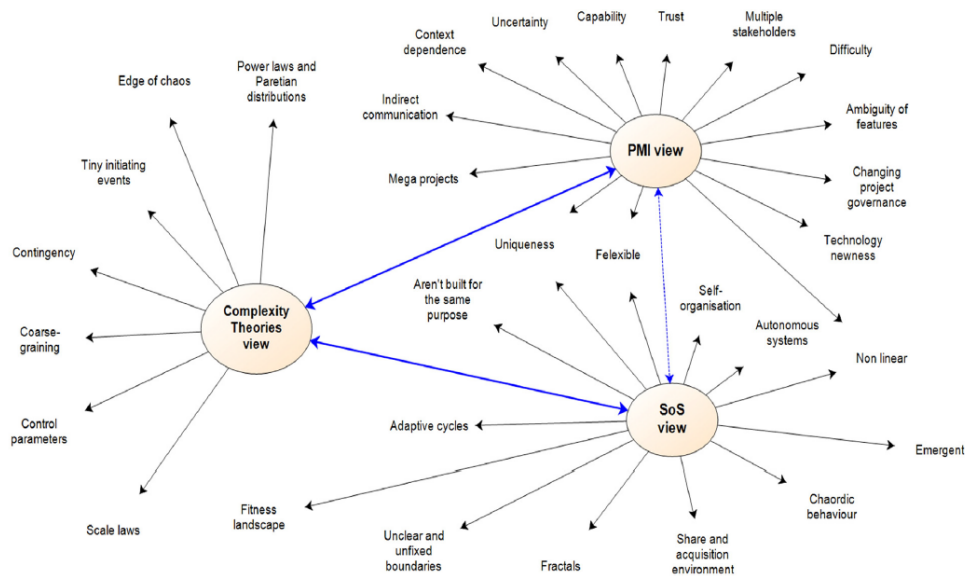 Uncertainty
Capability
Trust
Multiple
stakeholders
Context
dependence
Difficulty
Power laws and
Paretian
distributions
Edge of chaos
Indirect
communication
Ambiguity of
features
PMI view
Tiny initiating
events
Mega projects
Changing
project
governance
Technology
newness
Uniqueness
Felexible
Contingency
Aren't built for
the same
purpose
Self-
organisation
Complexity
Theories
view
Autonomous
systems
Coarse-
graining
Non linear
Control
parameters
Adaptive cycles
SoS
view
Emergent
Chaordic
behaviour
Fitness
landscape
Scale laws
Unclear and
unfixed
boundaries
Fractals
Share and
acquisition
environment